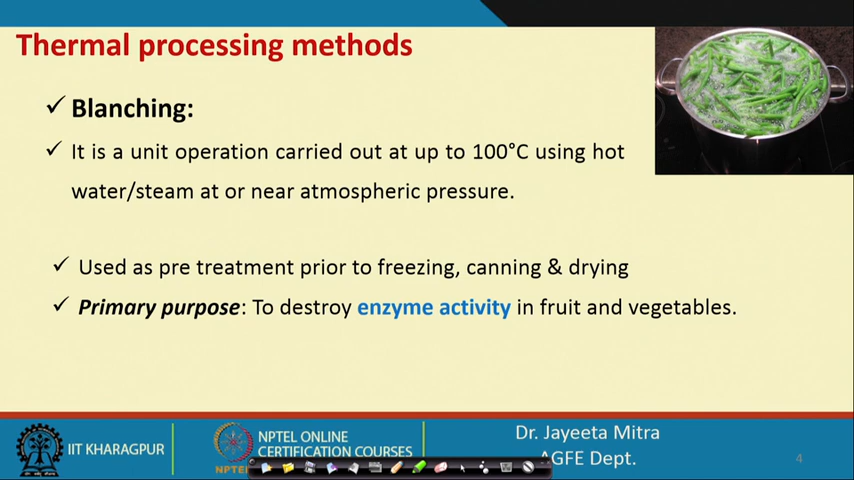 Thermal processing methods
✓ Blanching:
✓ It is a unit operation carried out at up to 100°C using hot
water/steam at or near atmospheric pressure.
✓ Used as pre treatment prior to freezing, canning & drying
✓ Primary purpose: To destroy enzyme activity in fruit and vegetables.
IIT KHARAGPUR
NPTEL ONLINE
CERTIFICATION COURSES
NPTEL
Dr. Jayeeta Mitra
AGFE Dept.
4